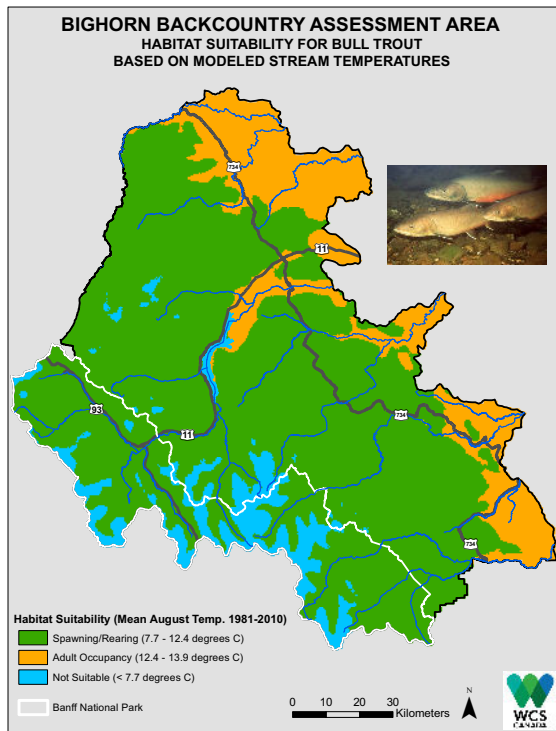 BIGHORN BACKCOUNTRY ASSESSMENT AREA
HABITAT SUITABILITY FOR BULL TROUT
BASED ON MODELED STREAM TEMPERATURES
734
11
93
11
734
734
Habitat Suitability (Mean August Temp. 1981-2010)
Spawning/Rearing (7.7 - 12.4 degrees C)
Adult Occupancy (12.4 - 13.9 degrees C)
Not Suitable (< 7.7 degrees C)
Banff National Park
0 10 20 30
Kilometers
N
WCS
CANADA